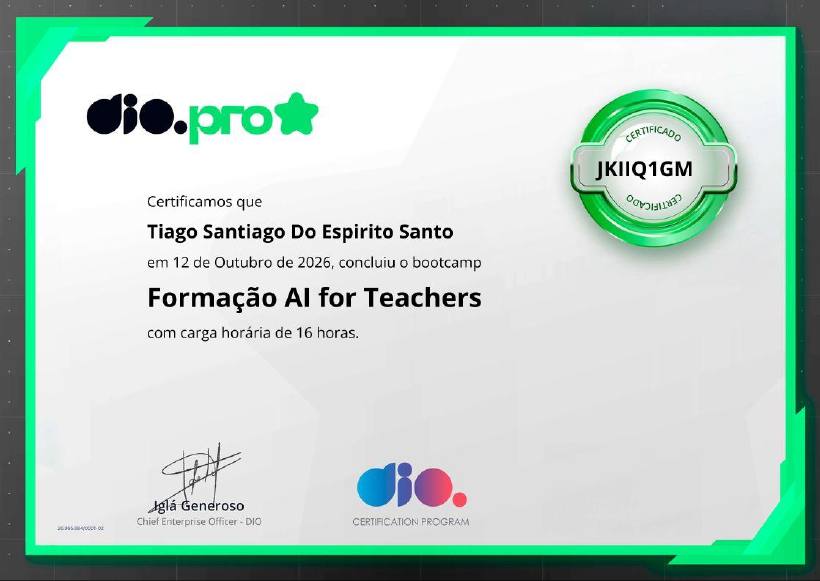 dio.pro
CERTIFICADO
JKIIQ1GM
CERTIFICADO
Certificamos que
Tiago Santiago Do Espirito Santo
em 12 de Outubro de 2026, concluiu o bootcamp
Formação AI for Teachers
com carga horária de 16 horas.
Iglá Generoso
Chief Enterprise Officer - DIO
dio.
CERTIFICATION PROGRAM